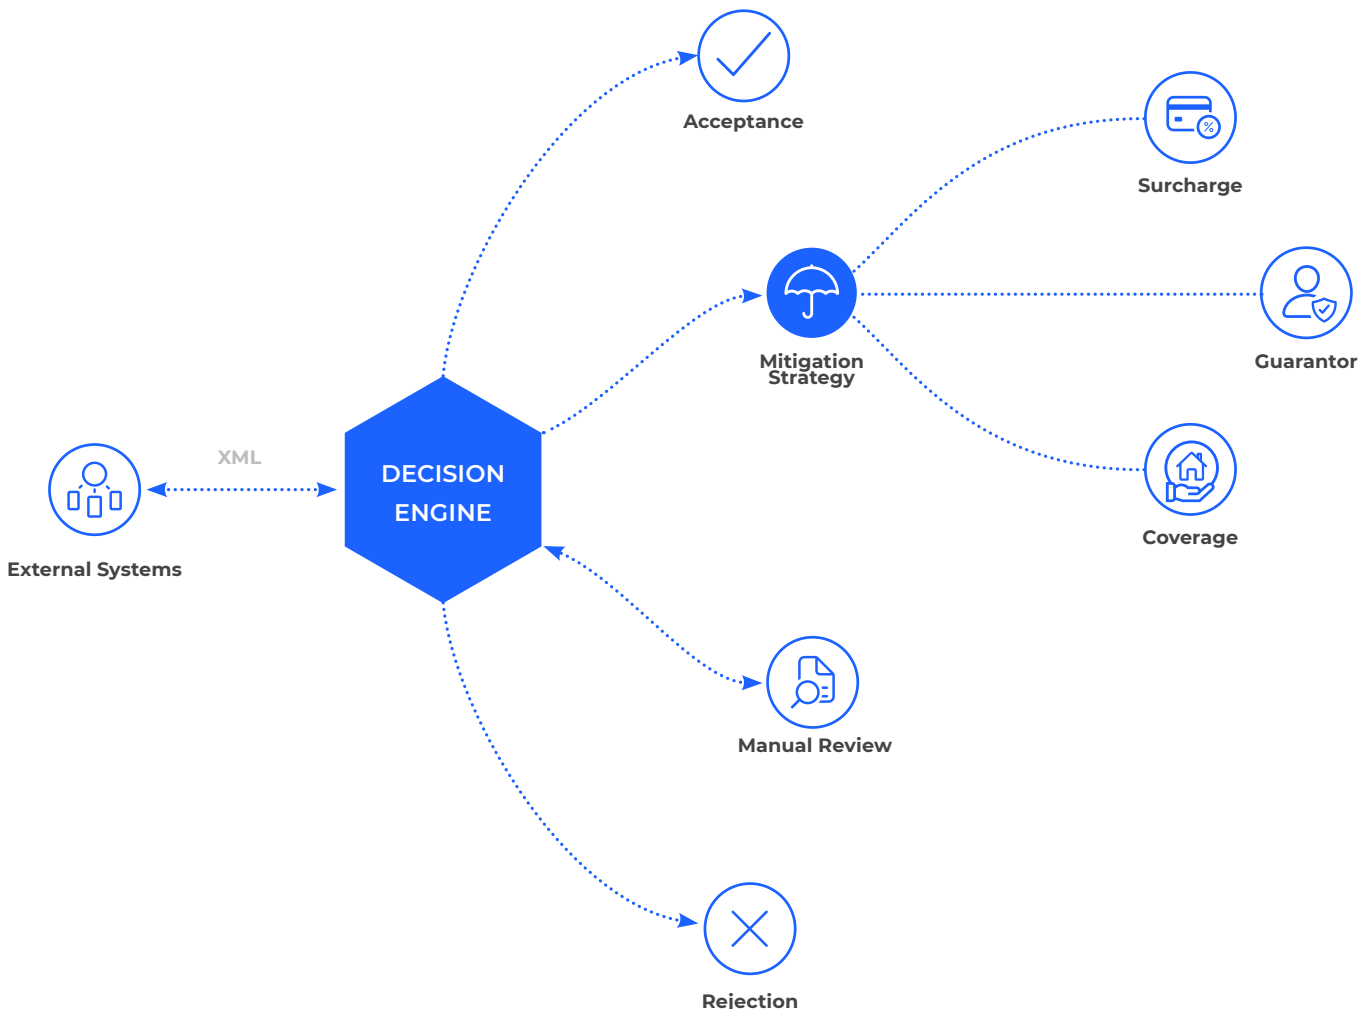 Acceptance
Surcharge
Mitigation
Strategy
Guarantor
XML
DECISION
ENGINE
External Systems
Coverage
Manual Review
Rejection
%